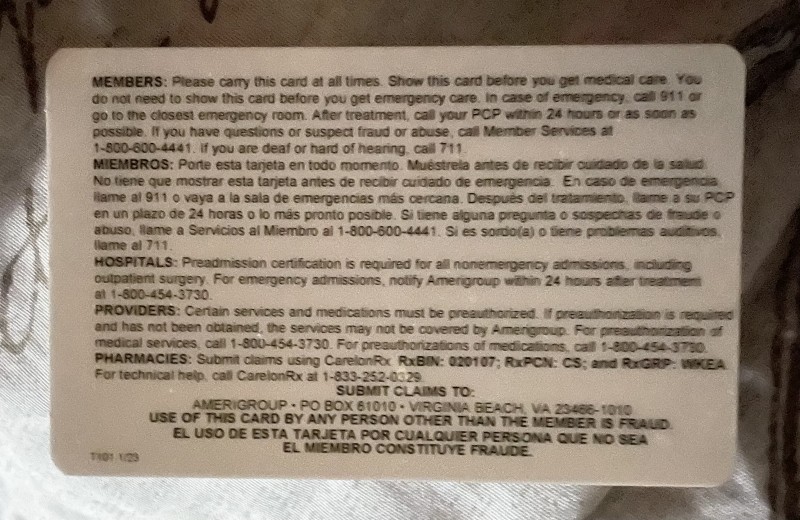 MEMBERS: Please carry this card at all times. Show this card before you get medical care. You
do not need to show this card before you get emergency care. In case of emergency, call 911 or
go to the closest emergency room. After treatment, call your PCP within 24 hours or as soon as
possible. If you have questions or suspect fraud or abuse, call Member Services at
1-800-600-4441. If you are deaf or hard of hearing, call 711.
MIEMBROS: Porte esta tarjeta en todo momento. Muéstrela antes de recibir cuidado de la salud.
No tiene que mostrar esta tarjeta antes de recibir cuidado de emergencia. En caso de emergencia
llame al 911 o vaya a la sala de emergencias más cercana. Después del tratamiento, llame a su PCP
en un plazo de 24 horas o lo más pronto posible. Si tiene alguna pregunta o sospechas de fraude o
abuso, llame a Servicios al Miembro al 1-800-600-4441. Si es sordo(a) o tiene problemas auditivos,
llame al 711.
HOSPITALS: Preadmission certification is required for all nonemergency admissions, including
outpatient surgery. For emergency admissions, notify Amerigroup within 24 hours after treatment
at 1-800-454-3730.
PROVIDERS: Certain services and medications must be preauthorized. If preauthorization is required
and has not been obtained, the services may not be covered by Amerigroup. For preauthorization of
medical services, call 1-800-454-3730. For preauthorizations of medications, call 1-800-454-3730.
PHARMACIES: Submit claims using CarelonRx RxBIN: 020107; RxPCN: CS; and RxGRP: WKEA
For technical help, call CarelonRx at 1-833-252-0329.
SUBMIT CLAIMS TO:
AMERIGROUP • PO BOX 61010 • VIRGINIA BEACH, VA 23466-1010
USE OF THIS CARD BY ANY PERSON OTHER THAN THE MEMBER IS FRAUD.
EL USO DE ESTA TARJETA POR CUALQUIER PERSONA QUE NO SEA
EL MIEMBRO CONSTITUYE FRAUDE.
1/23